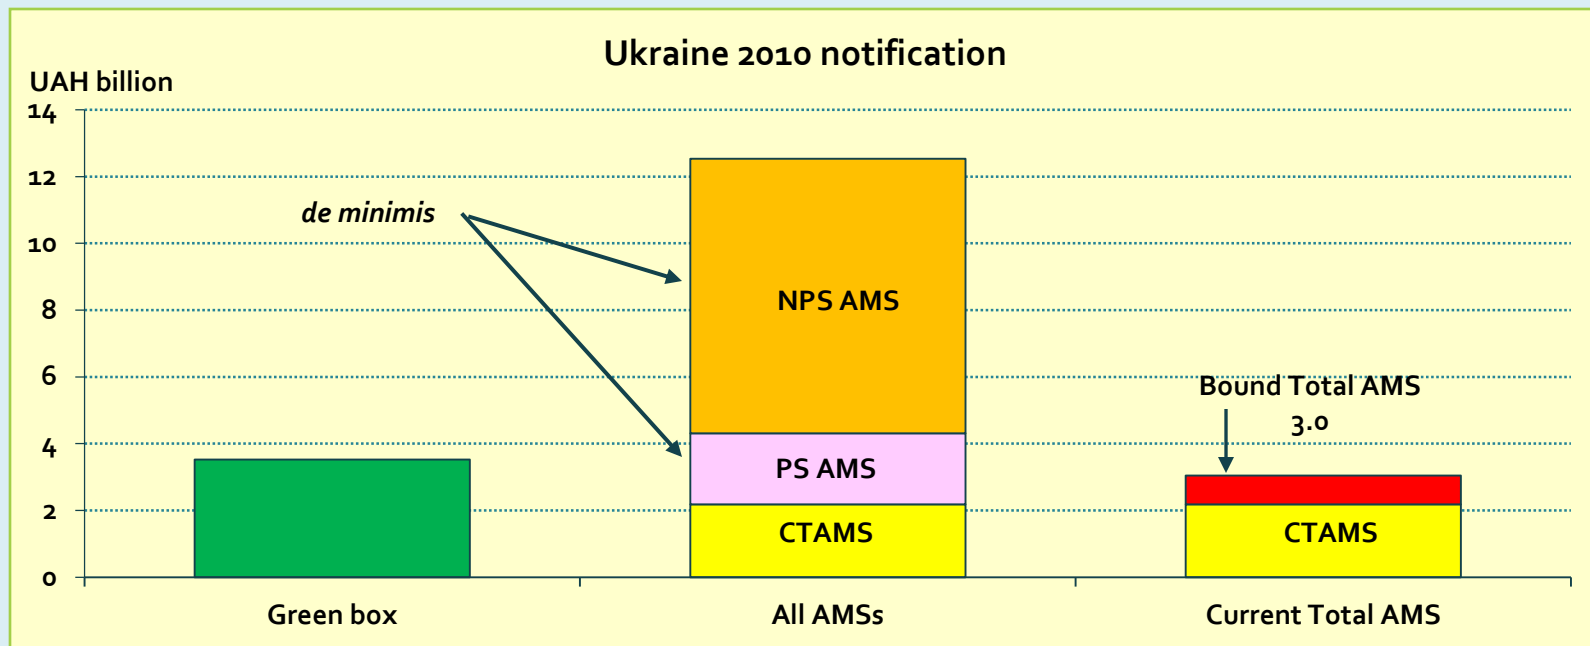 Ukraine 2010 notification
UAH billion
14
12
10
8
6
4
2
0
de minimis
NPS AMS
PS AMS
CTAMS
Bound Total AMS
3.0
CTAMS
Green box
All AMSs
Current Total AMS